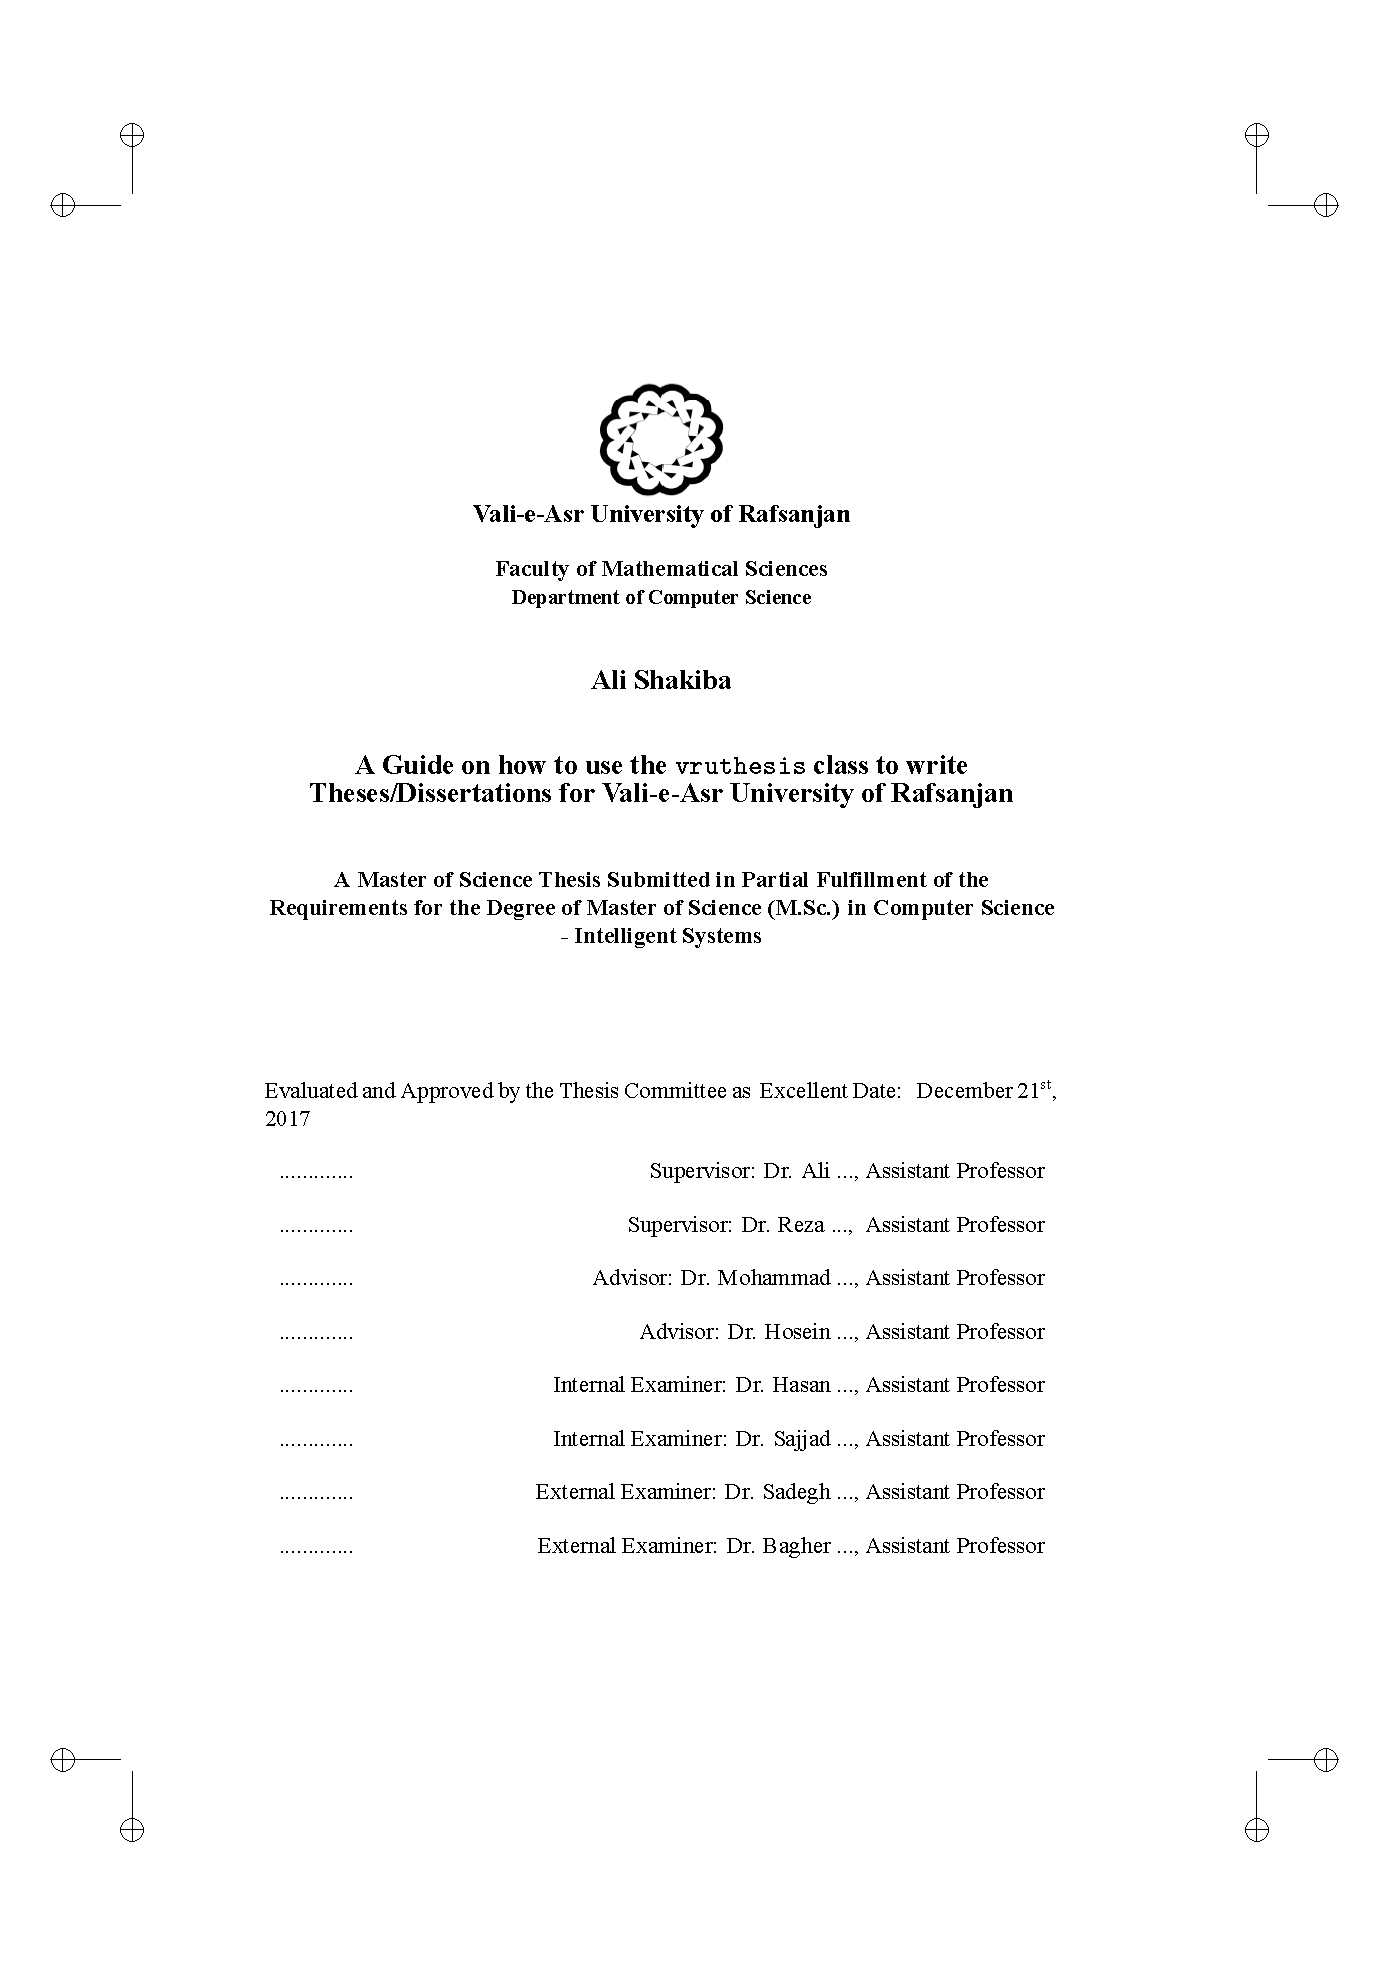 Vali-e-Asr University of Rafsanjan
Faculty of Mathematical Sciences
Department of Computer Science
Ali Shakiba
A Guide on how to use the vruthesis class to write
Theses/Dissertations for Vali-e-Asr University of Rafsanjan
A Master of Science Thesis Submitted in Partial Fulfillment of the
Requirements for the Degree of Master of Science (M.Sc.) in Computer Science
- Intelligent Systems
Evaluated and Approved by the Thesis Committee as Excellent Date: December 21st,
2017
............. Supervisor: Dr. Ali ..., Assistant Professor
............. Supervisor: Dr. Reza ..., Assistant Professor
............. Advisor: Dr. Mohammad ..., Assistant Professor
............. Advisor: Dr. Hosein ..., Assistant Professor
............. Internal Examiner: Dr. Hasan ..., Assistant Professor
............. Internal Examiner: Dr. Sajjad ..., Assistant Professor
............. External Examiner: Dr. Sadegh ..., Assistant Professor
............. External Examiner: Dr. Bagher ..., Assistant Professor